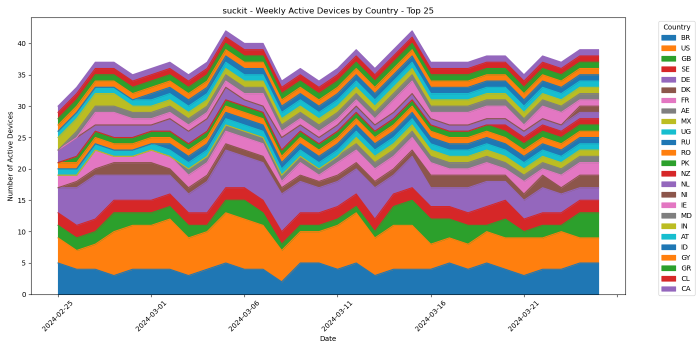 suckit - Weekly Active Devices by Country - Top 25
Number of Active Devices
40
35
30
25
20
15
10
5
0
2024-02-25
2024-03-01
2024-03-06
2024-03-11
2024-03-16
2024-03-21
Date
Country
BR
US
GB
SE
BE
DK
FR
AE
MX
UG
RU
RO
PK
NZ
NL
NI
IE
MD
IN
AT
ID
GY
GR
CL
CA